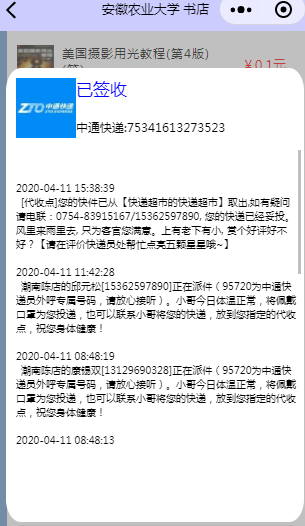 安徽农业大学 书店
美国摄影用光教程(第4版)
￥0.1元
已签收
ZTO 中通快递
ZTO EXPRESS
中通快递:75341613273523
2020-04-11 15:38:39
[代收点]您的快件已从【快递超市的快递超市】取出,如有疑问
请电联：0754-83915167/15362597890, 您的快递已经妥投。
风里来雨里去, 只为客官您满意。上有老下有小, 赏个好评好不
好？【请在评价快递员处帮忙点亮五颗星星哦~】
2020-04-11 11:42:28
潮南陈店的邱元松[15362597890]正在派件（95720为中通快
递员外呼专属号码，请放心接听）。小哥今日体温正常，将佩戴
口罩为您投递，也可以联系小哥将您的快递，放到您指定的代收
点，祝您身体健康！
2020-04-11 08:48:19
潮南陈店的
双[13129690328]正在派件（95720为中通快
递员外呼专属号码，请放心接听）。小哥今日体温正常，将佩戴
口罩为您投递，也可以联系小哥将您的快递，放到您指定的代收
点，祝您身体健康！
2020-04-11 08:48:13